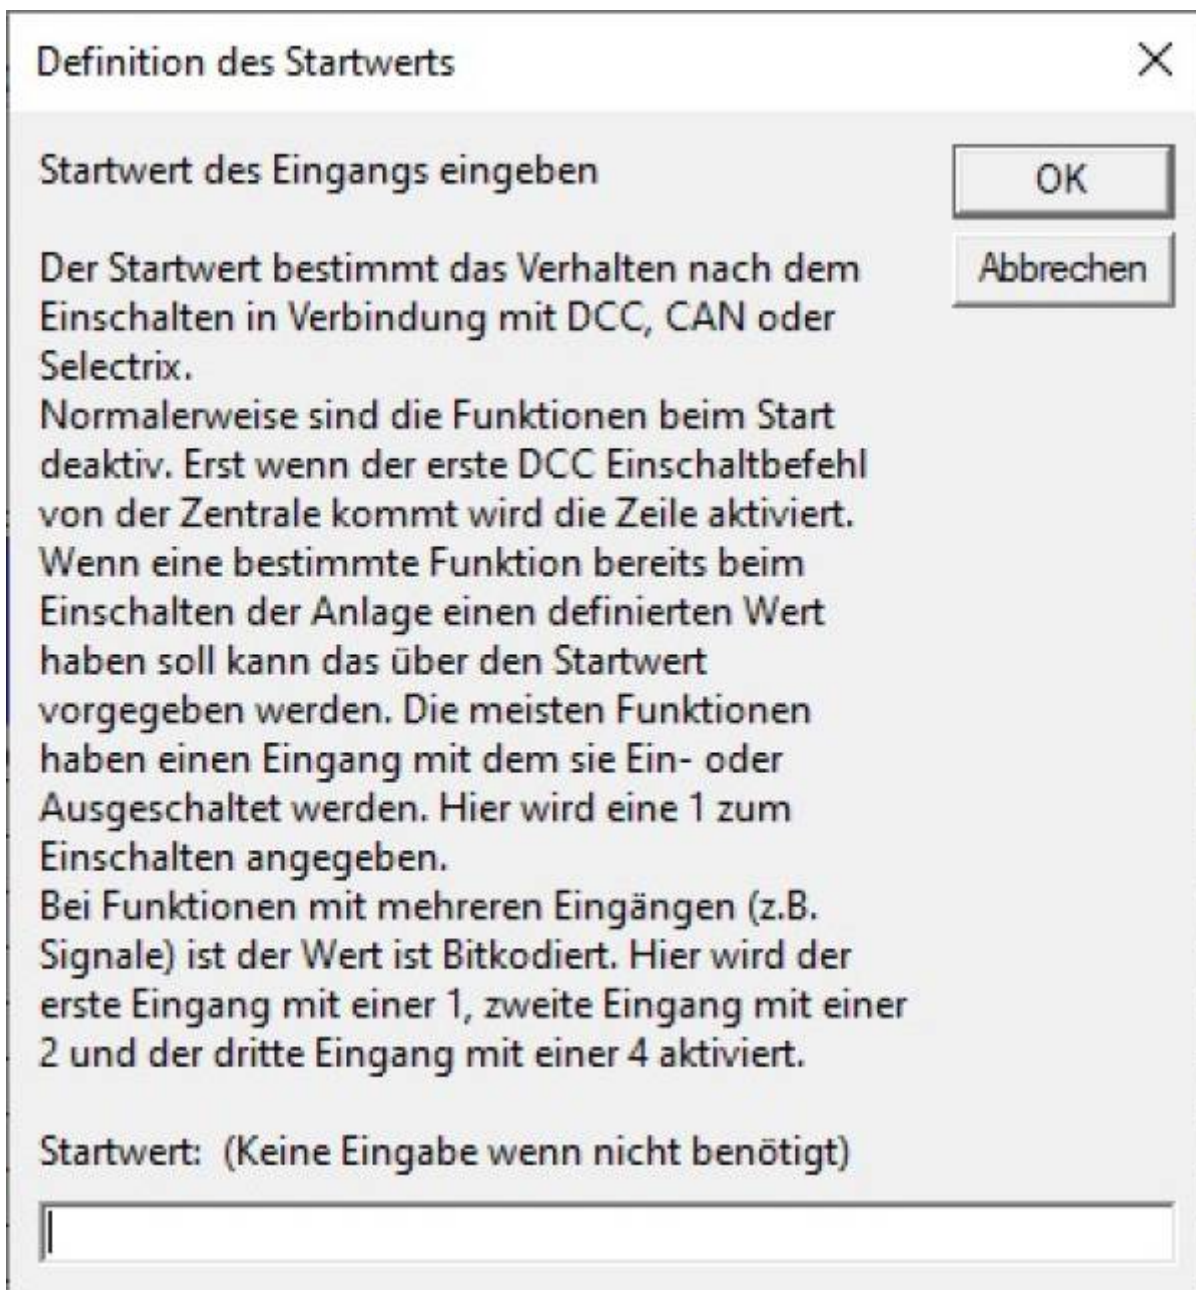 Definition des Startwerts
Startwert des Eingangs eingeben
OK
Abbrechen
Der Startwert bestimmt das Verhalten nach dem
Einschalten in Verbindung mit DCC, CAN oder
Selectrix.
Normalerweise sind die Funktionen beim Start
deaktiv. Erst wenn der erste DCC Einschaltbefehl
von der Zentrale kommt wird die Zeile aktiviert.
Wenn eine bestimmte Funktion bereits beim
Einschalten der Anlage einen definierten Wert
haben soll kann das über den Startwert
vorgegeben werden. Die meisten Funktionen
haben einen Eingang mit dem sie Ein- oder
Ausgeschaltet werden. Hier wird eine 1 zum
Einschalten angegeben.
Bei Funktionen mit mehreren Eingängen (z.B.
Signale) ist der Wert ist Bitkodiert. Hier wird der
erste Eingang mit einer 1, zweite Eingang mit einer
2 und der dritte Eingang mit einer 4 aktiviert.
Startwert: (Keine Eingabe wenn nicht benötigt)